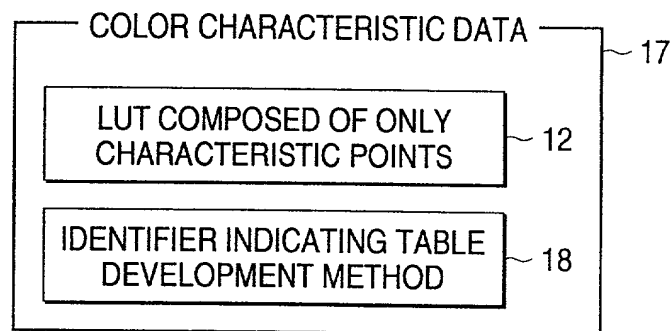 COLOR CHARACTERISTIC DATA
17
LUT COMPOSED OF ONLY
CHARACTERISTIC POINTS
12
IDENTIFIER INDICATING TABLE
DEVELOPMENT METHOD
18